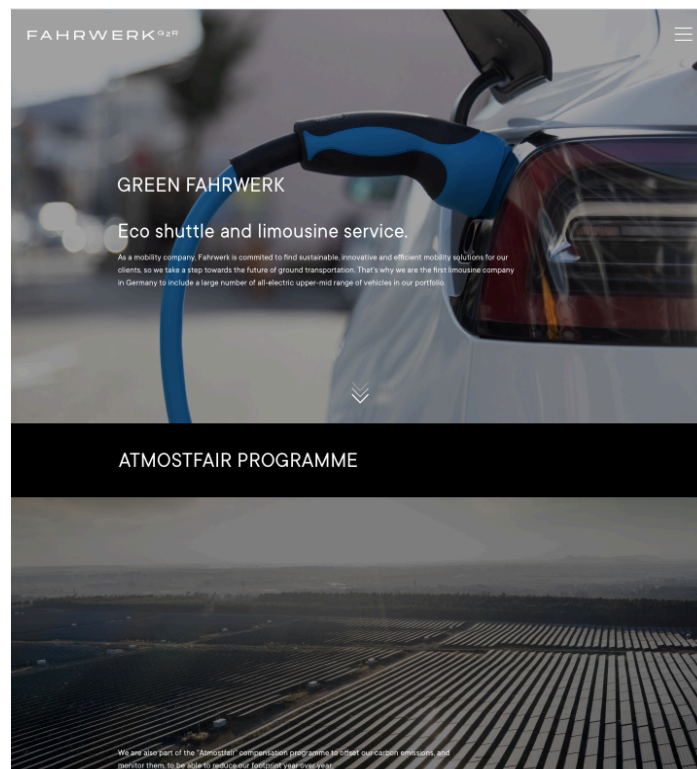 FAHRWERK G2R
GREEN FAHRWERK
Eco shuttle and limousine service.
As a mobility company, Fahrwerk is commited to find sustainable, innovative and efficient mobility solutions for our
clients, so we take a step towards the future of ground transportation. That's why we are the first limousine company
in Germany to include a large number of all-electric upper-mid range of vehicles in our portfolio.
ATMOSTFAIR PROGRAMME
We are also part of the "Atmostfair" compensation programme to offset our carbon emissions, and
monitor them, to be able to reduce our footprint year over year.